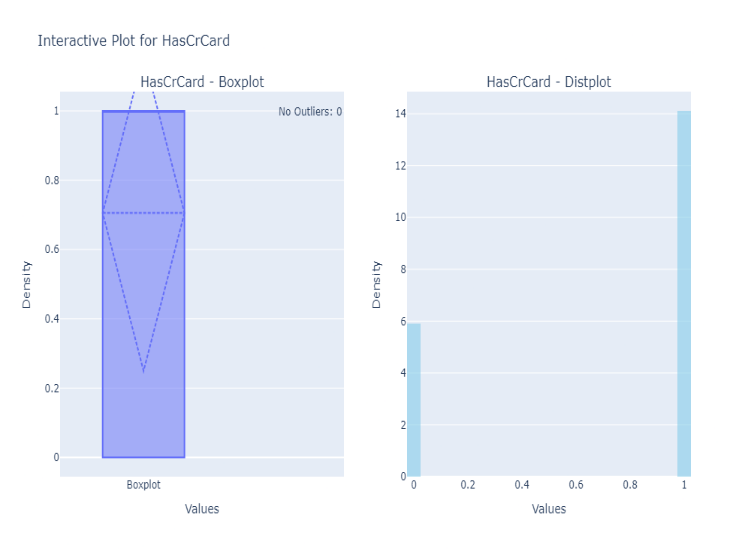 Interactive Plot for HasCrCard
HasCrCard - Boxplot
No Outliers: 0
1
0.8
0.6
0.4
0.2
0
Density
Boxplot
Values
HasCrCard - Distplot
14
12
10
8
6
4
2
0
Density
0 0.2 0.4 0.6 0.8 1
Values